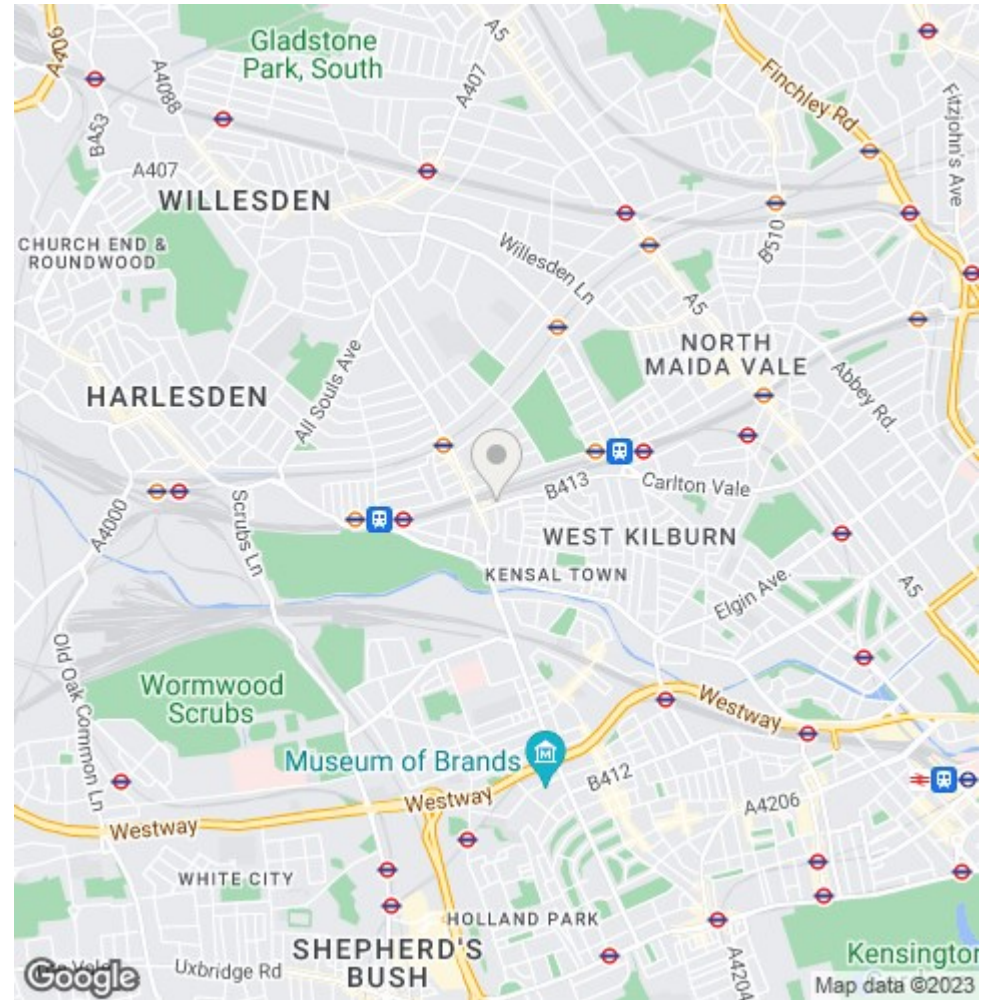 A406
Gladstone
Park, South
A5
A4088
A407
Finchley Rd
Fitzjohn's Ave
B453
A407
WILLESDEN
CHURCH END &
ROUNDWOOD
Willesden Ln
B510
A5
NORTH
MAIDA VALE
All Souls Ave
Abbey Rd.
HARLESDEN
B413
Carlton Vale
A4000
Scrubs Ln
WEST KILBURN
KENSAL TOWN
Elgin Ave.
A5
Old Oak Common Ln
Wormwood
Scrubs
Westway
Museum of Brands
M
B412
Westway
A4206
Westway
WHITE CITY
HOLLAND PARK
SHEPHERD'S
BUSH
A4204
Kensington
Uxbridge Rd
Google
Map data ©2023